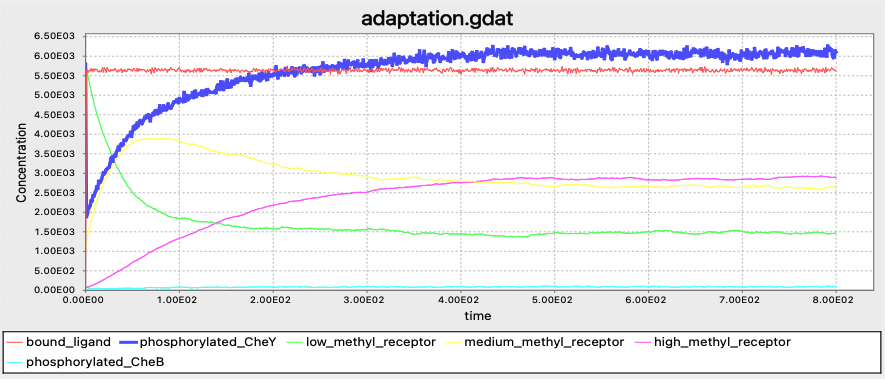 adaptation.gdat
6.50E03
6.00E03
5.50E03
5.00E03
4.50E03
4.00E03
3.50E03
3.00E03
2.50E03
2.00E03
1.50E03
1.00E03
5.00E02
0.00E00
Concentration
0.00E00 1.00E02 2.00E02 3.00E02 4.00E02 5.00E02 6.00E02 7.00E02 8.00E02
time
bound_ligand phosphorylated_CheY low_methyl_receptor medium_methyl_receptor high_methyl_receptor
phosphorylated_CheB